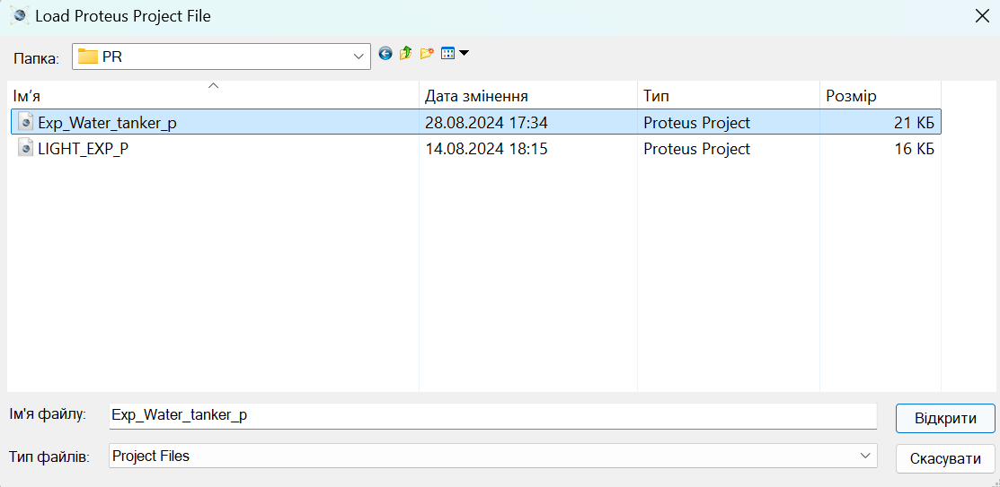 Load Proteus Project File
Папка: PR
Ім’я Дата змінення Тип Розмір
Exp_Water_tanker_p 28.08.2024 17:34 Proteus Project 21 КБ
LIGHT_EXP_P 14.08.2024 18:15 Proteus Project 16 КБ
Ім'я файлу: Exp_Water_tanker_p Відкрити
Тип файлів: Project Files Скасувати